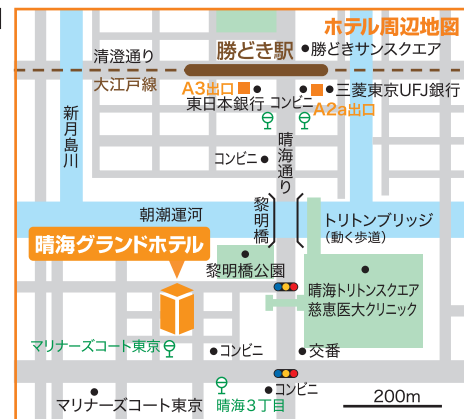 ホテル周辺地図
清澄通り
勝どき駅
勝どきサンスクエア
大江戸線
A3出口
東日本銀行
コンビニ
三菱東京UFJ銀行
A2a出口
新月島川
コンビニ
晴海通り
朝潮運河
黎明橋
トリトンブリッジ
(動く歩道)
晴海グランドホテル
黎明橋公園
晴海トリトンスクエア
慈恵医大クリニック
マリナーズコート東京
コンビニ
交番
マリナーズコート東京
晴海3丁目
コンビニ
200m